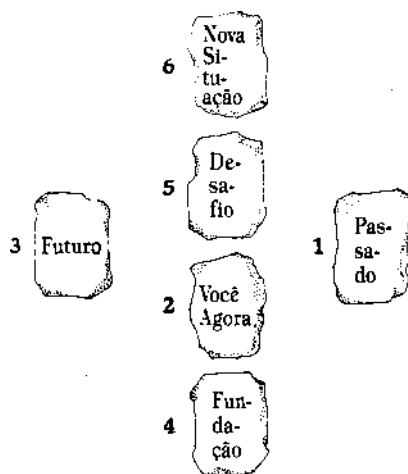 6
Nova
Si-
tu-
ação
5
De-
sa-
fio
3
Futuro
1
Pas-
sa-
do
2
Você
Agora
4
Fun-
da-
ção